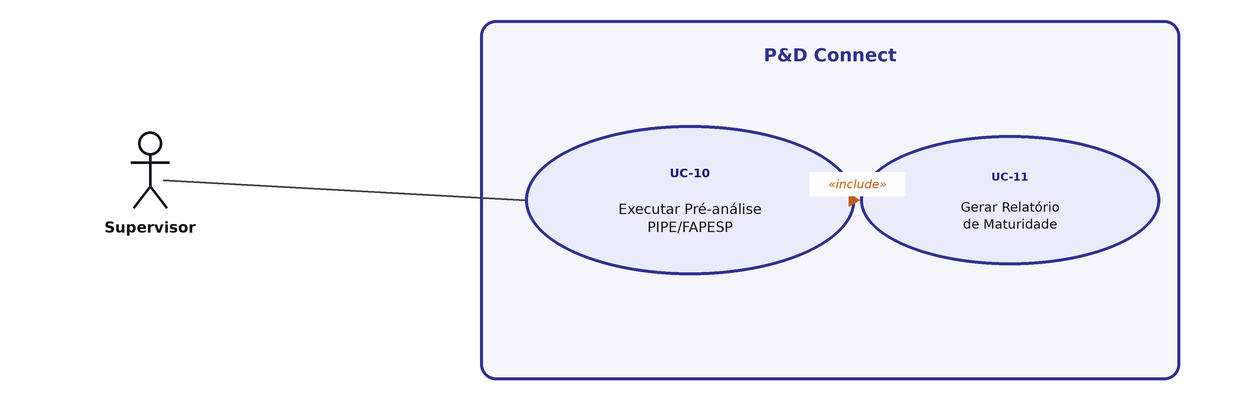 P&D Connect
Supervisor
UC-10
Executar Pré-análise
PIPE/FAPESP
«include»
UC-11
Gerar Relatório
de Maturidade